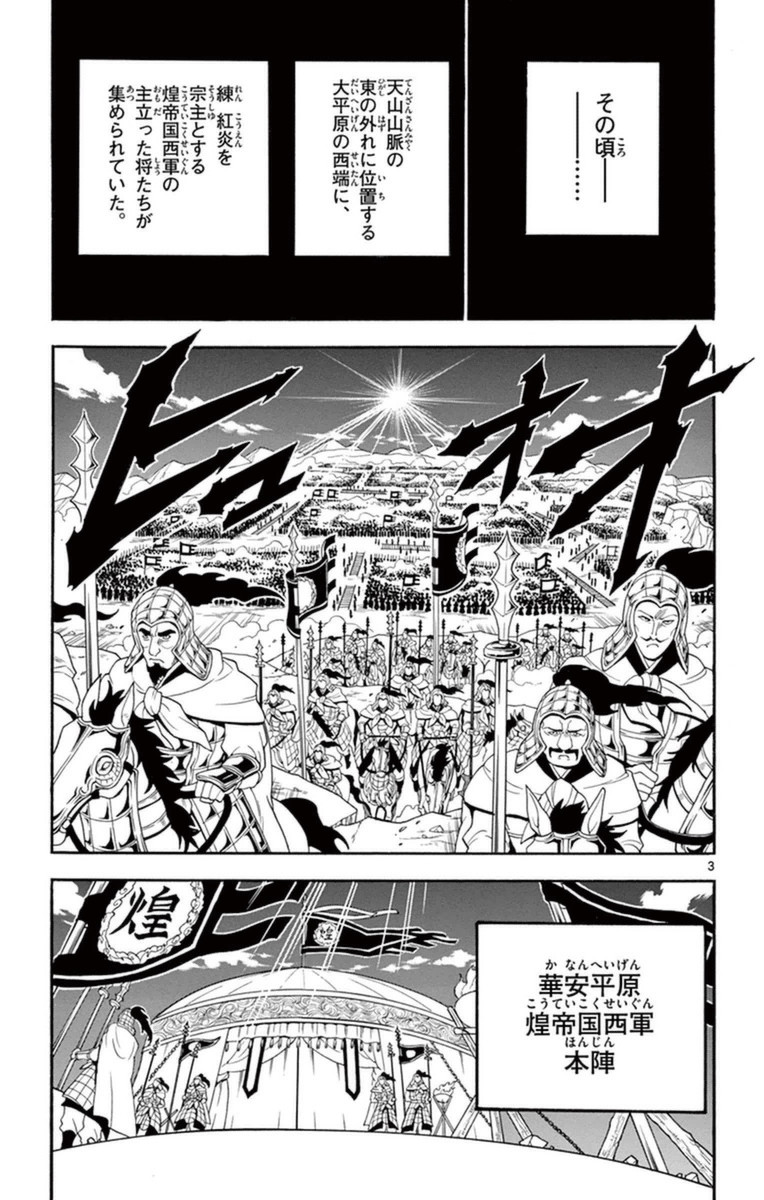 その頃――……
天山山脈の
東の外れに位置する
大平原の西端に、
練 紅炎を
宗主とする
煌帝国西軍の
主立った将たちが
集められていた。
ヒュオオ
3
煌
煌
華安平原
煌帝国西軍
本陣